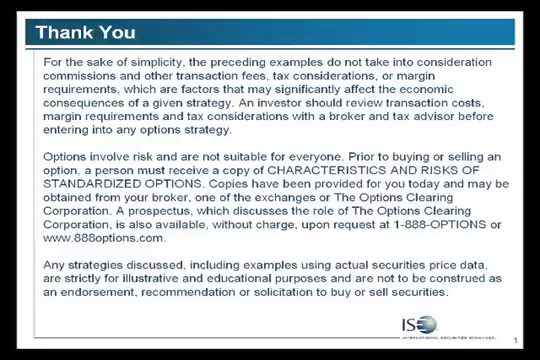 Thank You
For the sake of simplicity, the preceding examples do not take into consideration
commissions and other transaction fees, tax considerations, or margin
requirements, which are factors that may significantly affect the economic
consequences of a given strategy. An investor should review transaction costs,
margin requirements and tax considerations with a broker and tax advisor before
entering into any options strategy.
Options involve risk and are not suitable for everyone. Prior to buying or selling an
option, a person must receive a copy of CHARACTERISTICS AND RISKS OF
STANDARDIZED OPTIONS. Copies have been provided for you today and may be
obtained from your broker, one of the exchanges or The Options Clearing
Corporation. A prospectus, which discusses the role of The Options Clearing
Corporation, is also available, without charge, upon request at 1-888-OPTIONS or
www.888options.com.
Any strategies discussed, including examples using actual securities price data,
are strictly for illustrative and educational purposes and are not to be construed as
an endorsement, recommendation or solicitation to buy or sell securities.
ISE
INTERNATIONAL SECURITIES EXCHANGE.
1